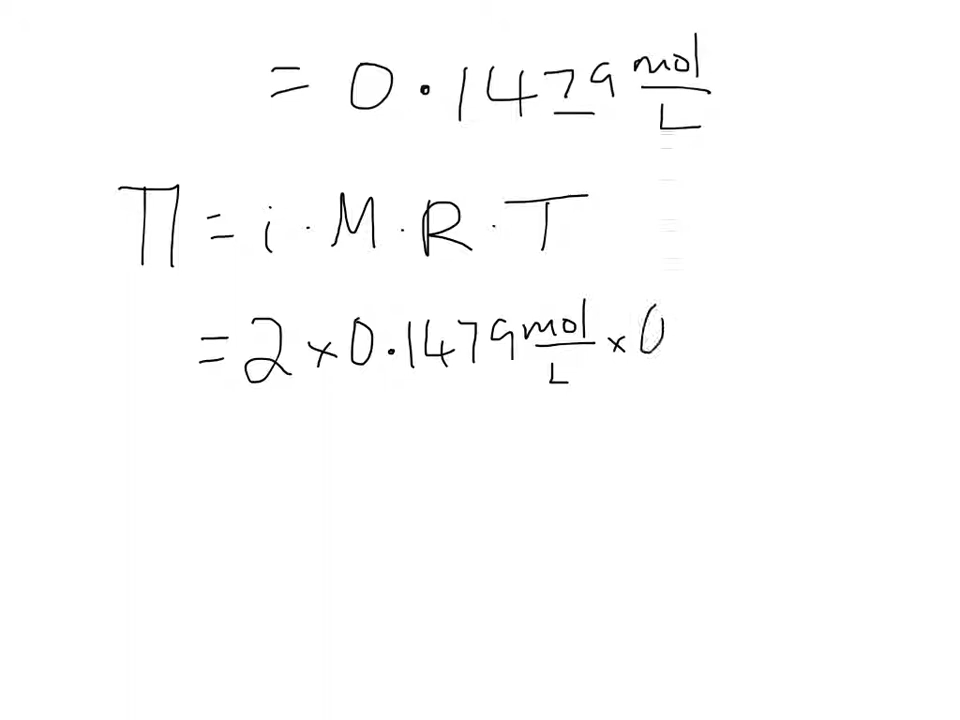 = 0.1479 mol/L
Π = i · M · R · T
= 2 × 0.1479 mol/L × 0